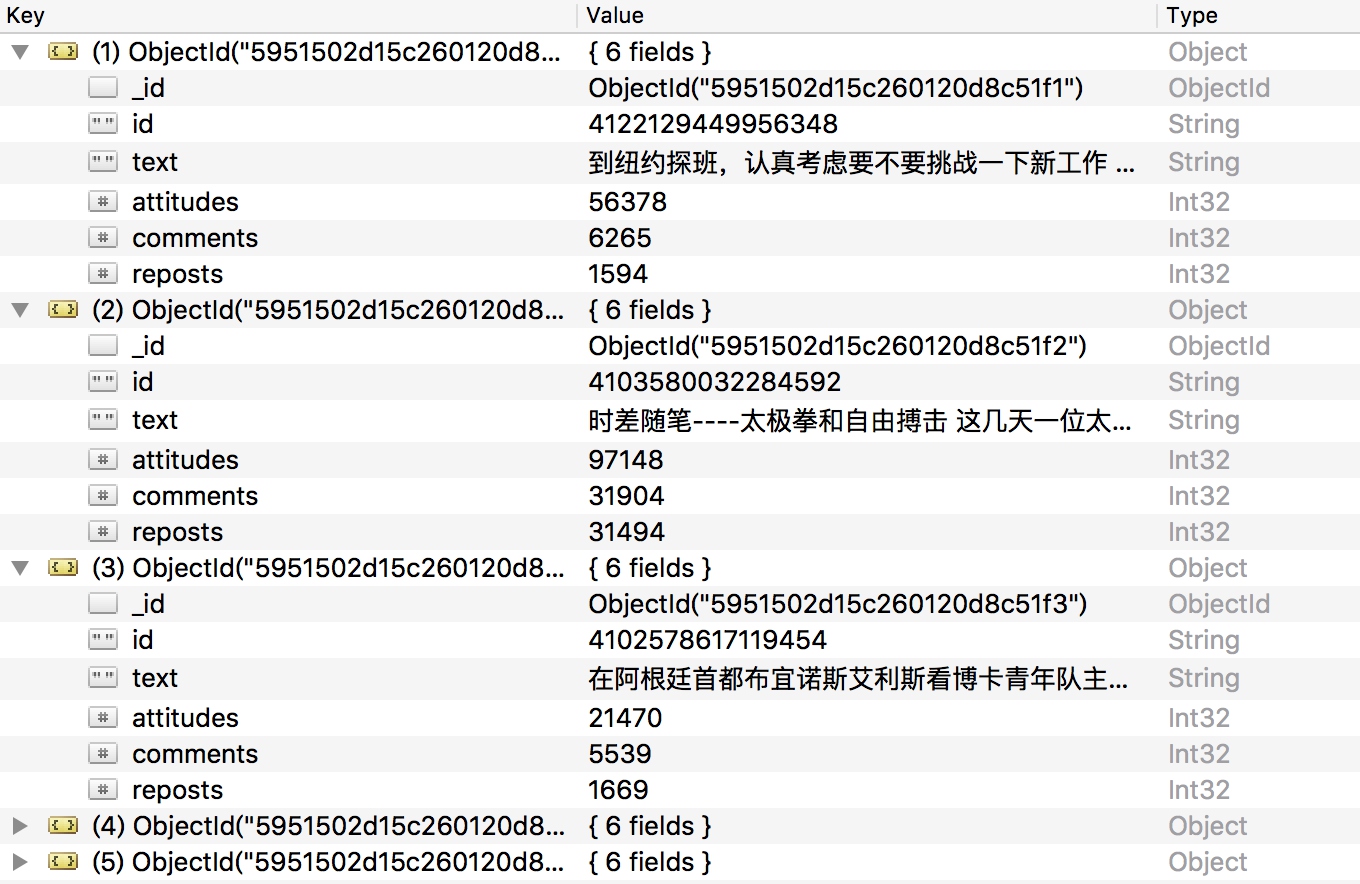 Key Value Type
(1) ObjectId("5951502d15c260120d8... { 6 fields } Object
_id ObjectId("5951502d15c260120d8c51f1") ObjectId
id 4122129449956348 String
text 到纽约探班，认真考虑要不要挑战一下新工作 ... String
attitudes 56378 Int32
comments 6265 Int32
reposts 1594 Int32
(2) ObjectId("5951502d15c260120d8... { 6 fields } Object
_id ObjectId("5951502d15c260120d8c51f2") ObjectId
id 4103580032284592 String
text 时差随笔----太极拳和自由搏击 这几天一位太... String
attitudes 97148 Int32
comments 31904 Int32
reposts 31494 Int32
(3) ObjectId("5951502d15c260120d8... { 6 fields } Object
_id ObjectId("5951502d15c260120d8c51f3") ObjectId
id 4102578617119454 String
text 在阿根廷首都布宜诺斯艾利斯看博卡青年队主... String
attitudes 21470 Int32
comments 5539 Int32
reposts 1669 Int32
(4) ObjectId("5951502d15c260120d8... { 6 fields } Object
(5) ObjectId("5951502d15c260120d8... { 6 fields } Object